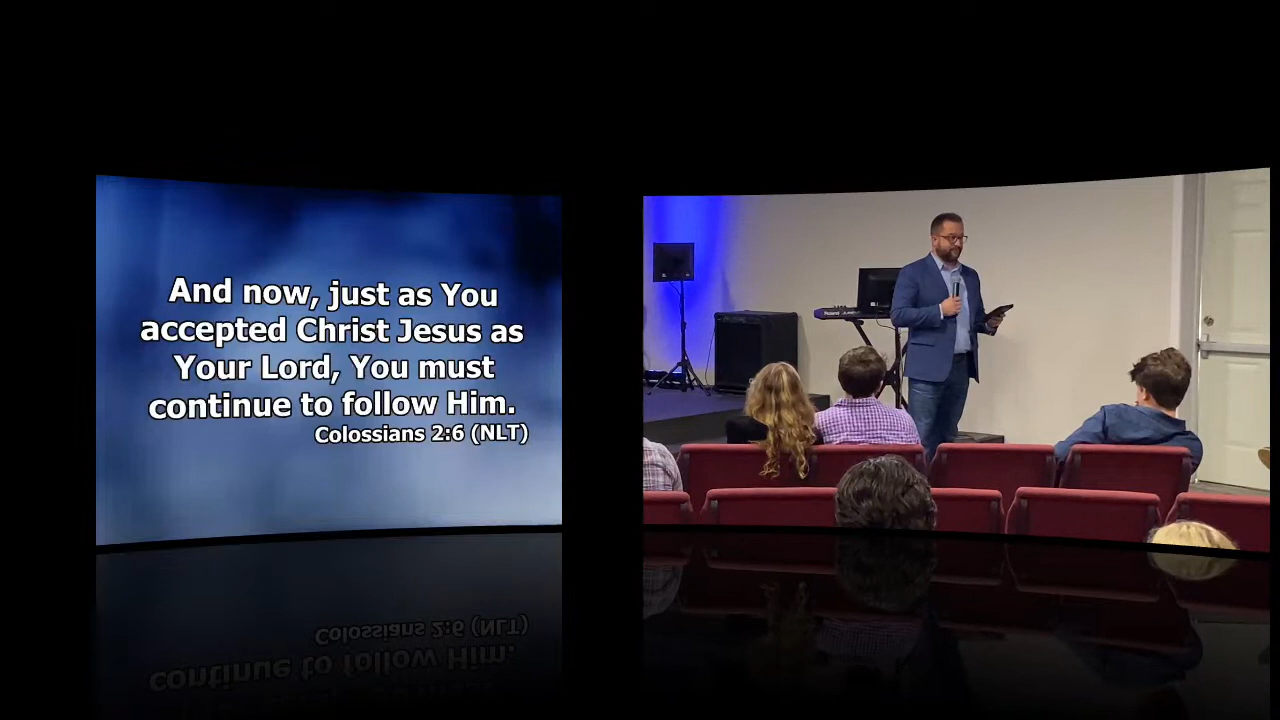 And now, just as You
accepted Christ Jesus as
Your Lord, You must
continue to follow Him.
Colossians 2:6 (NLT)
Roland